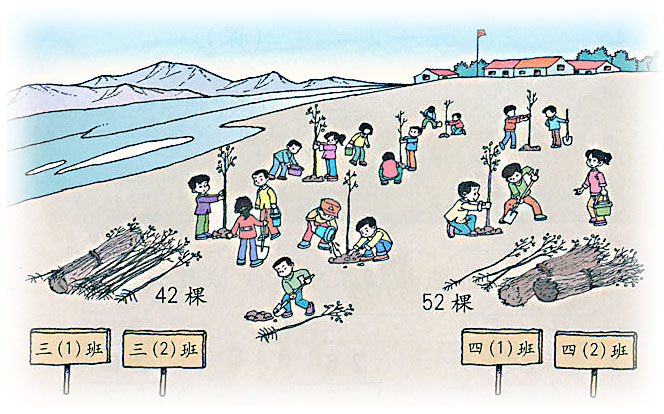 42棵
52棵
三(1)班
三(2)班
四(1)班
四(2)班